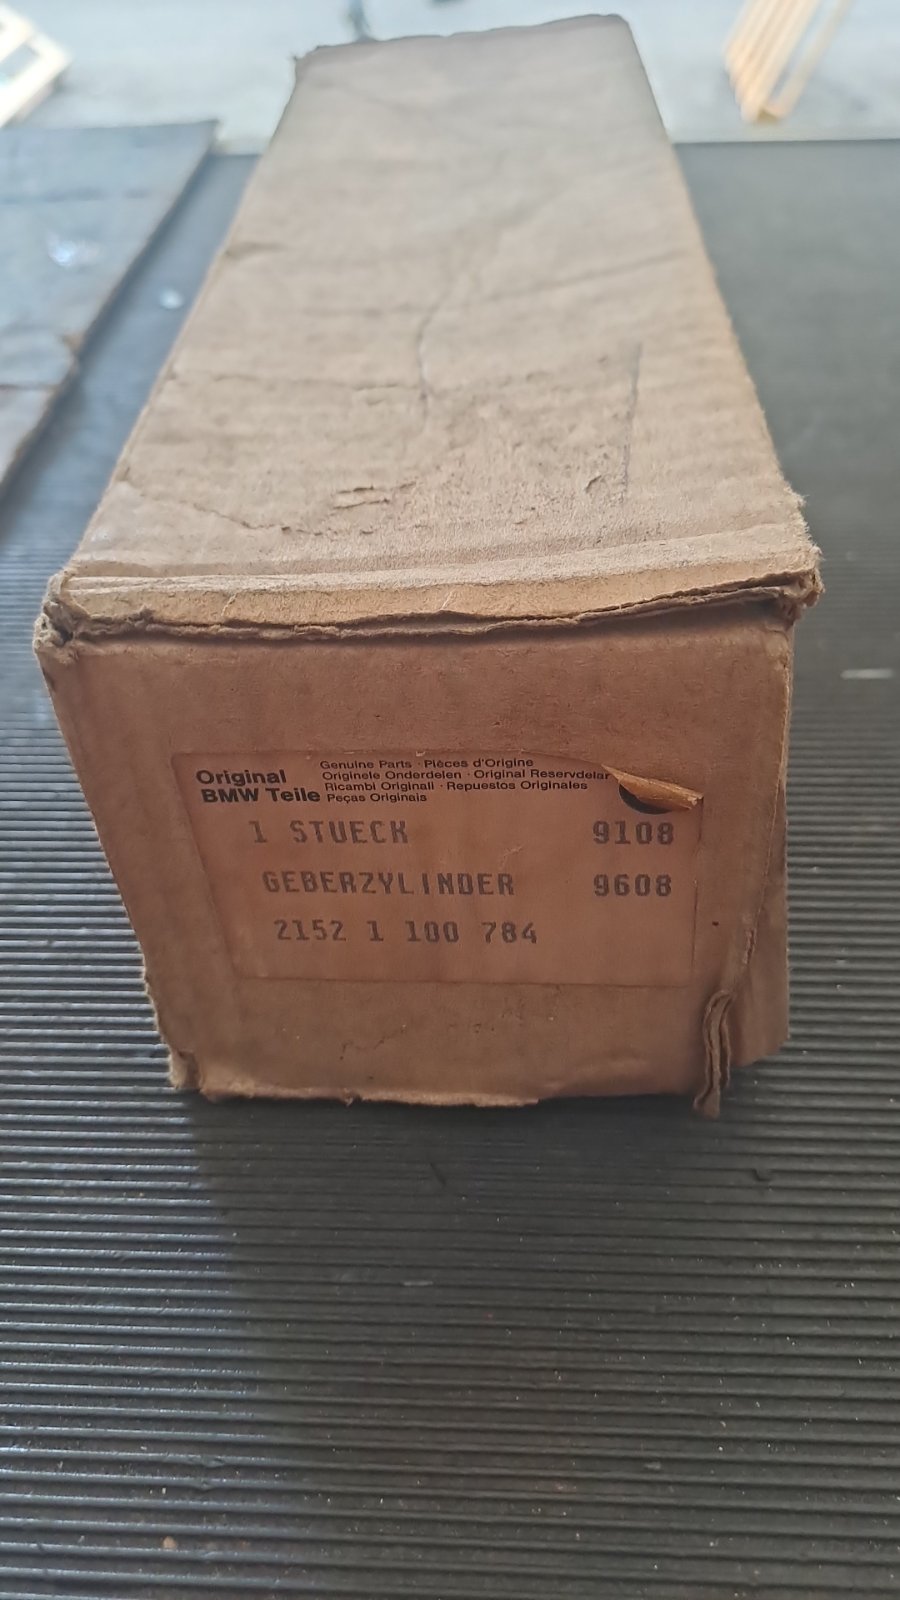 Original
BMW Teile
Genuine Parts · Pièces d'Origine
Originele Onderdelen · Original Reservdelar
Ricambi Originali · Repuestos Originales
Peças Originais
1 STUECK 9108
GEBERZYLINDER 9608
2152 1 100 784